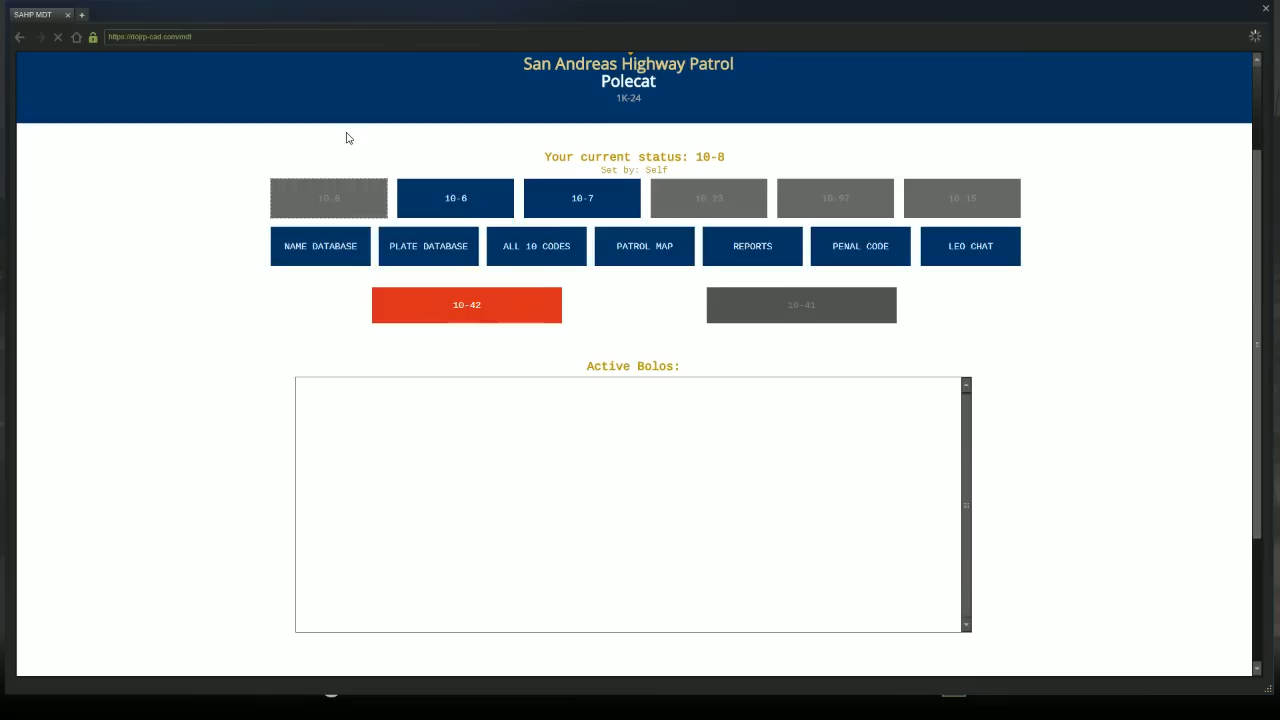 SAHP MDT
https://dojrp-cad.com/mdt
San Andreas Highway Patrol
Polecat
1K-24
Your current status: 10-8
Set by: Self
10-8 10-6 10-7 10-23 10-97 10-15
NAME DATABASE PLATE DATABASE ALL 10 CODES PATROL MAP REPORTS PENAL CODE LEO CHAT
10-42 10-41
Active Bolos: